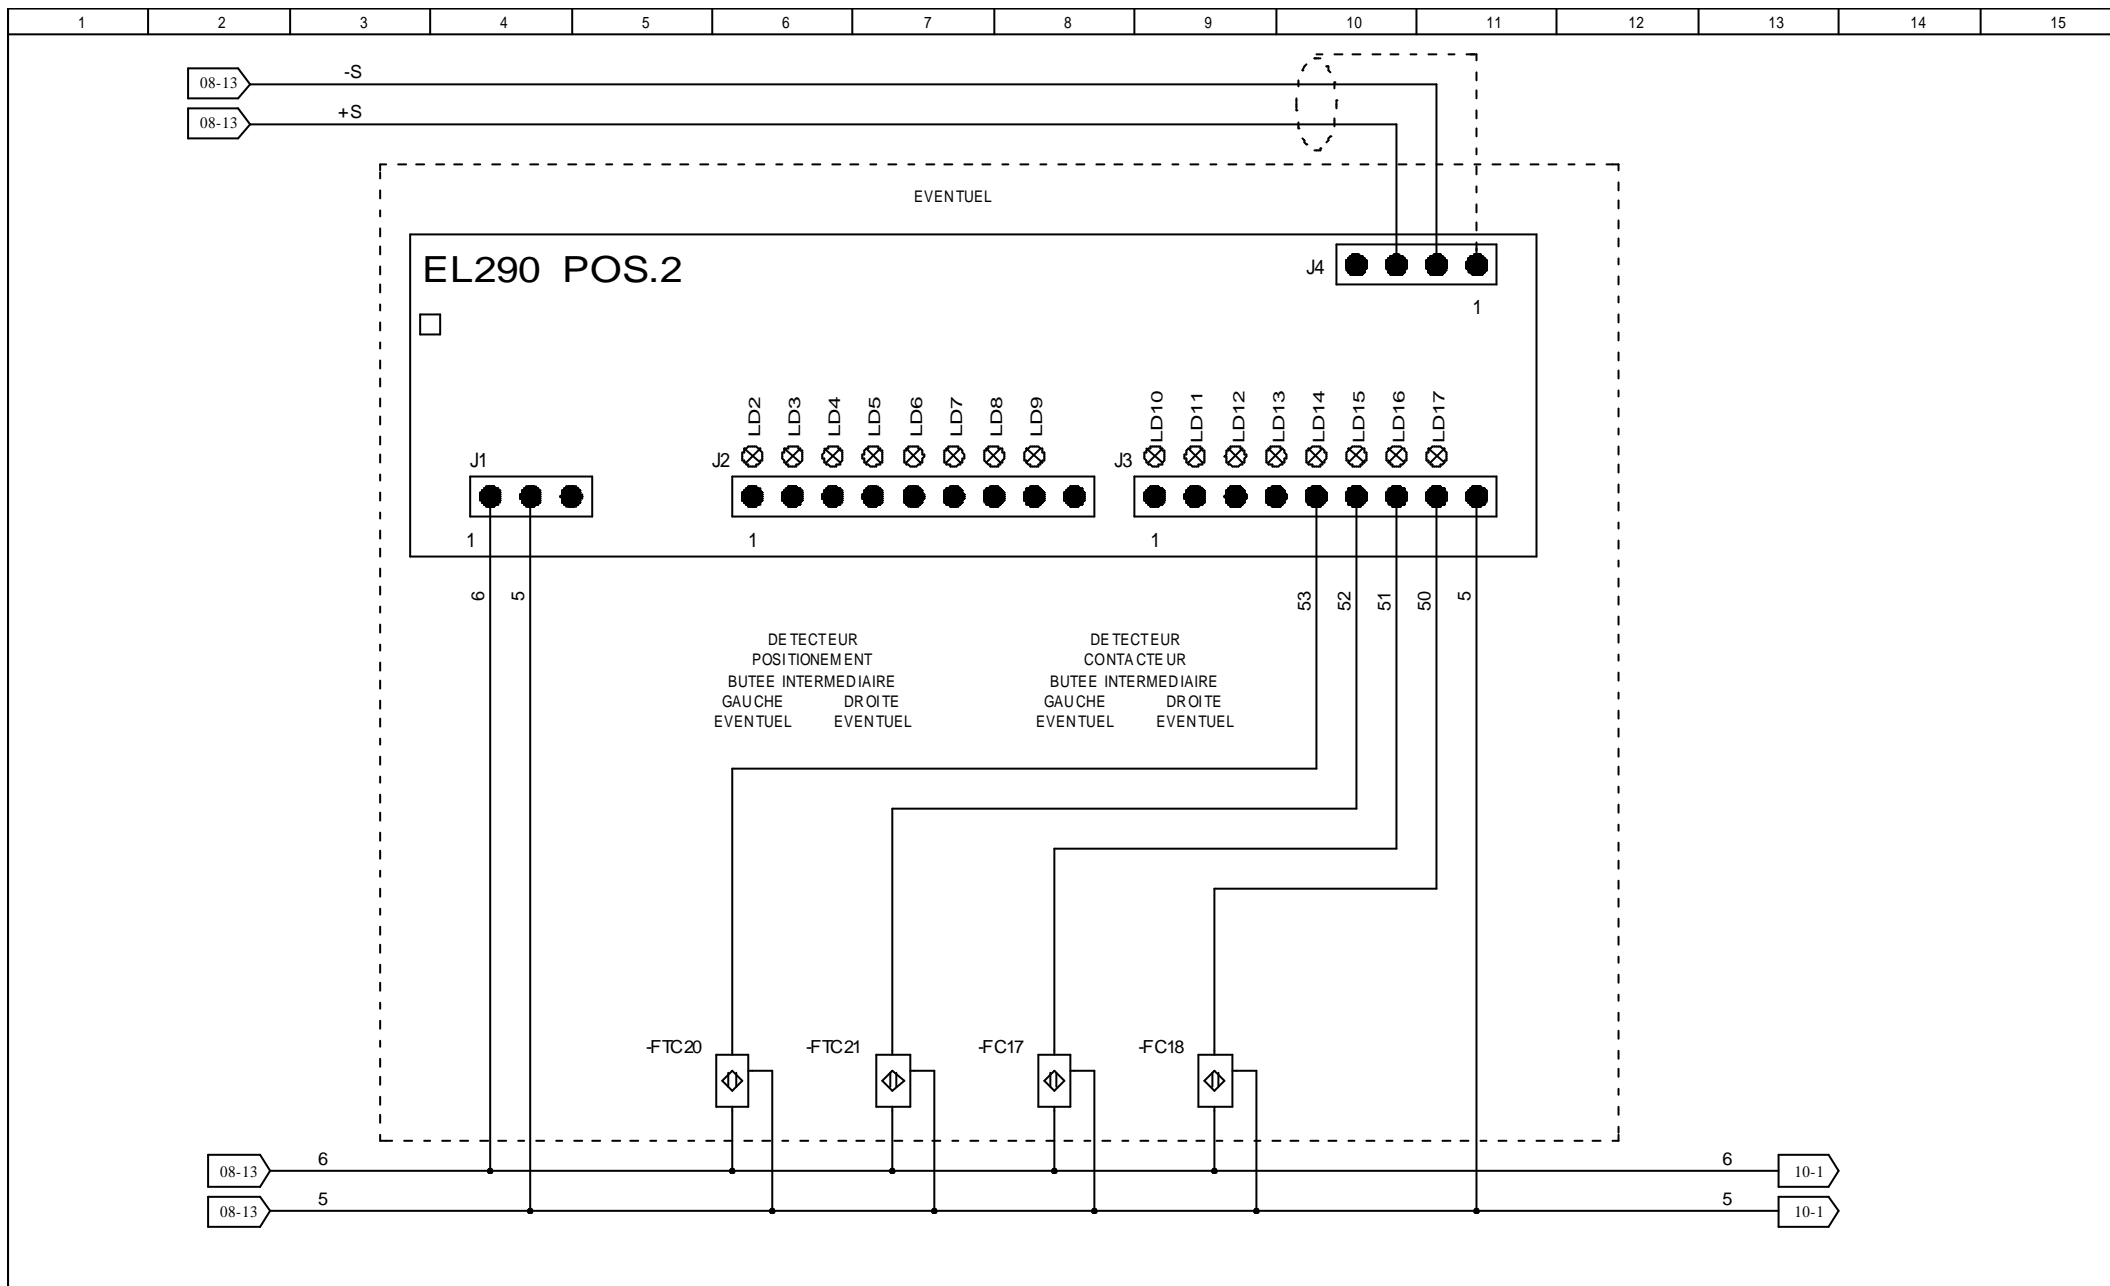 1 2 3 4 5 6 7 8 9 10 11 12 13 14 15
08-13 -S
08-13 +S
EVENTUEL
EL290 POS.2
J4
1
LD2 LD3 LD4 LD5 LD6 LD7 LD8 LD9 LD10 LD11 LD12 LD13 LD14 LD15 LD16 LD17
J1 J2 J3
1 1 1
6 5 53 52 51 50 5
DETECTEUR
POSITIONEMENT
BUTEE INTERMEDIAIRE
GAUCHE DROITE
EVENTUEL EVENTUEL
DETECTEUR
CONTACTEUR
BUTEE INTERMEDIAIRE
GAUCHE DROITE
EVENTUEL EVENTUEL
-FTC20 -FTC21 -FC17 -FC18
08-13 6 6 10-1
08-13 5 5 10-1